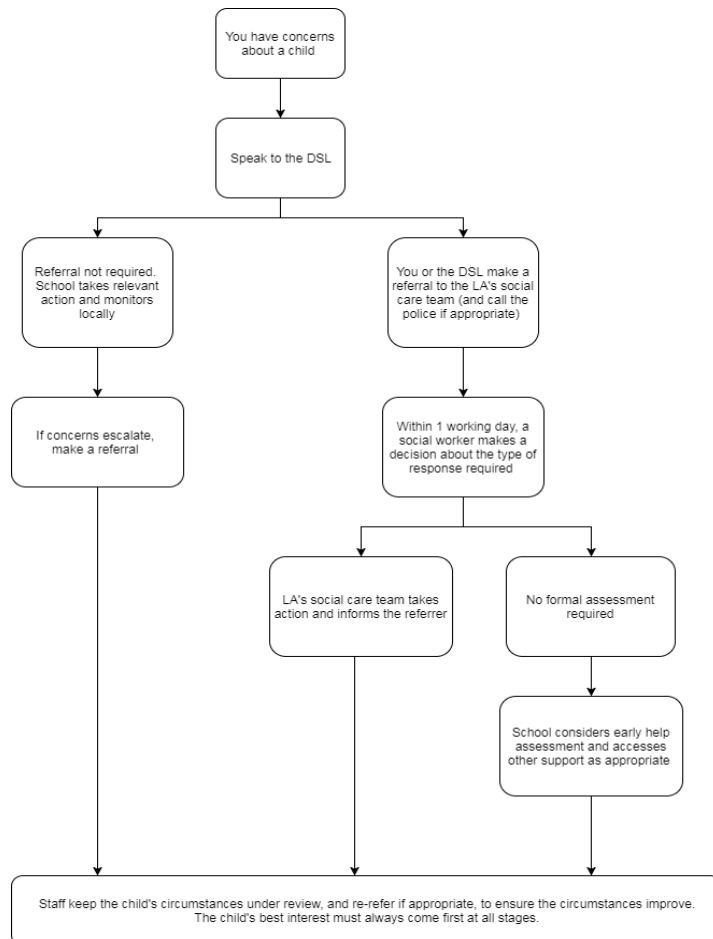 You have concerns
about a child
Speak to the DSL
Referral not required.
School takes relevant
action and monitors
locally
You or the DSL make a
referral to the LA's social
care team (and call the
police if appropriate)
If concerns escalate,
make a referral
Within 1 working day, a
social worker makes a
decision about the type of
response required
LA's social care team takes
action and informs the referrer
No formal assessment
required
School considers early help
assessment and accesses
other support as appropriate
Staff keep the child's circumstances under review, and re-refer if appropriate, to ensure the circumstances improve.
The child's best interest must always come first at all stages.